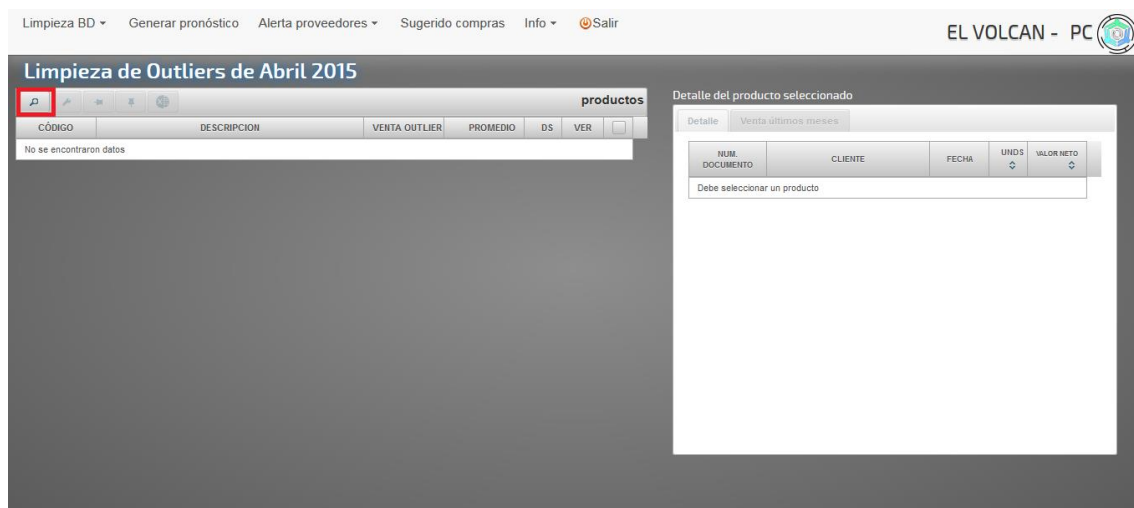 Limpieza BD Generar pronóstico Alerta proveedores Sugerido compras Info Salir
EL VOLCAN - PC
Limpieza de Outliers de Abril 2015
productos
CÓDIGO DESCRIPCION VENTA OUTLIER PROMEDIO DS VER
No se encontraron datos
Detalle del producto seleccionado
Detalle Venta últimos meses
NUM. DOCUMENTO CLIENTE FECHA UNDS VALOR NETO
Debe seleccionar un producto